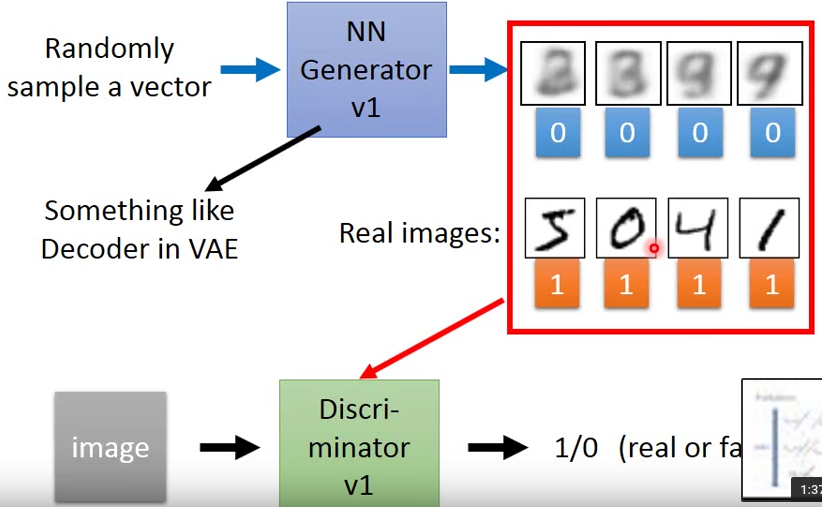 Randomly
sample a vector
NN
Generator
v1
0 0 0 0
Something like
Decoder in VAE
Real images:
5 0 4 1
1 1 1 1
image
Discri-
minator
v1
1/0 (real or fa
1:37